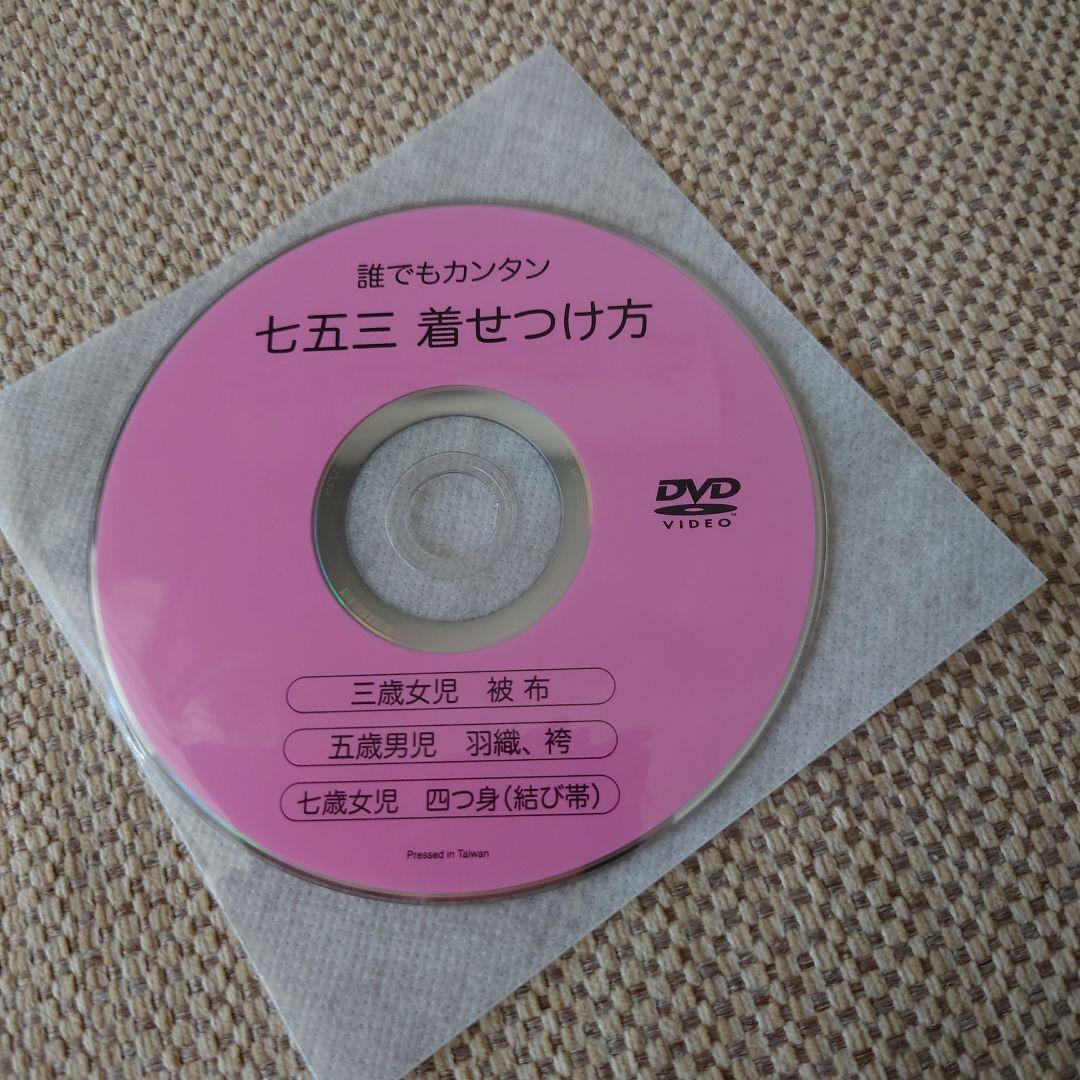 誰でもカンタン
七五三 着せつけ方
DVD
VIDEO
三歳女児 被布
五歳男児 羽織、袴
七歳女児 四つ身(結び帯)
Pressed in Taiwan